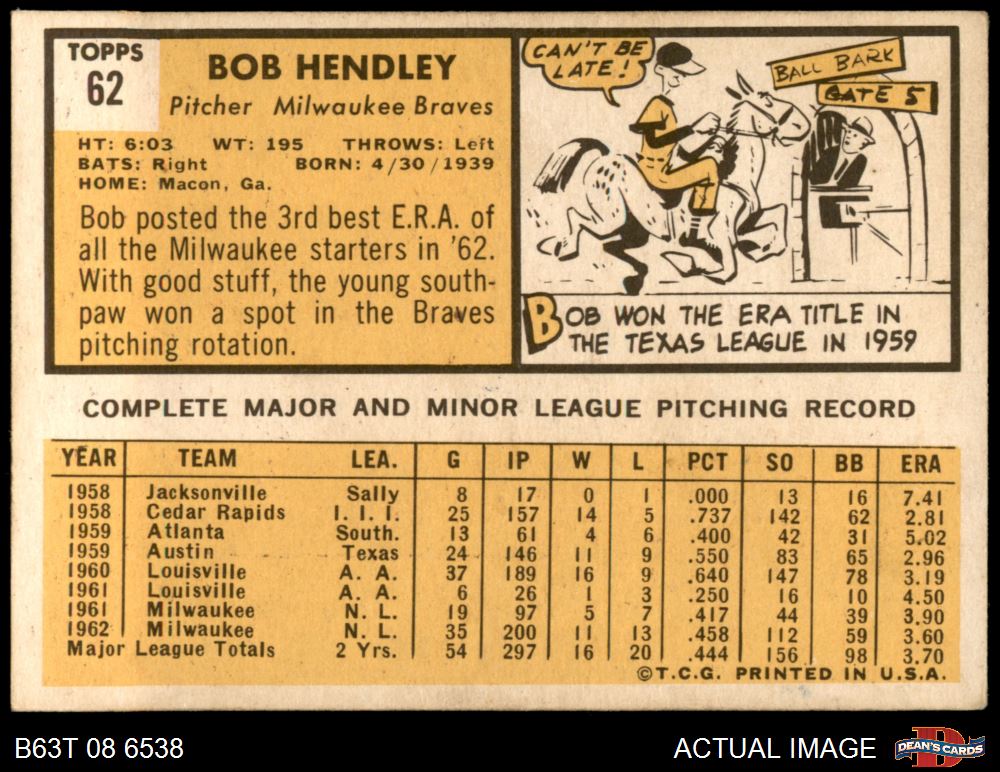 TOPPS
62
BOB HENDLEY
Pitcher Milwaukee Braves
HT: 6:03 WT: 195 THROWS: Left
BATS: Right BORN: 4/30/1939
HOME: Macon, Ga.
Bob posted the 3rd best E.R.A. of
all the Milwaukee starters in '62.
With good stuff, the young south-
paw won a spot in the Braves
pitching rotation.
CAN'T BE
LATE!
BALL BARK
GATE 5
BOB WON THE ERA TITLE IN
THE TEXAS LEAGUE IN 1959
COMPLETE MAJOR AND MINOR LEAGUE PITCHING RECORD
YEAR TEAM LEA. G IP W L PCT SO BB ERA
1958 Jacksonville Sally 8 17 0 1 .000 13 16 7.41
1958 Cedar Rapids I. I. I. 25 157 14 5 .737 142 62 2.81
1959 Atlanta South. 13 61 4 6 .400 42 31 5.02
1959 Austin Texas 24 146 11 9 .550 83 65 2.96
1960 Louisville A. A. 37 189 16 9 .640 147 78 3.19
1961 Louisville A. A. 6 26 1 3 .250 16 10 4.50
1961 Milwaukee N. L. 19 97 5 7 .417 44 39 3.90
1962 Milwaukee N. L. 35 200 11 13 .458 112 59 3.60
Major League Totals 2 Yrs. 54 297 16 20 .444 156 98 3.70
©T.C.G. PRINTED IN U.S.A.
B63T 08 6538
ACTUAL IMAGE
D
DEAN'S CARDS